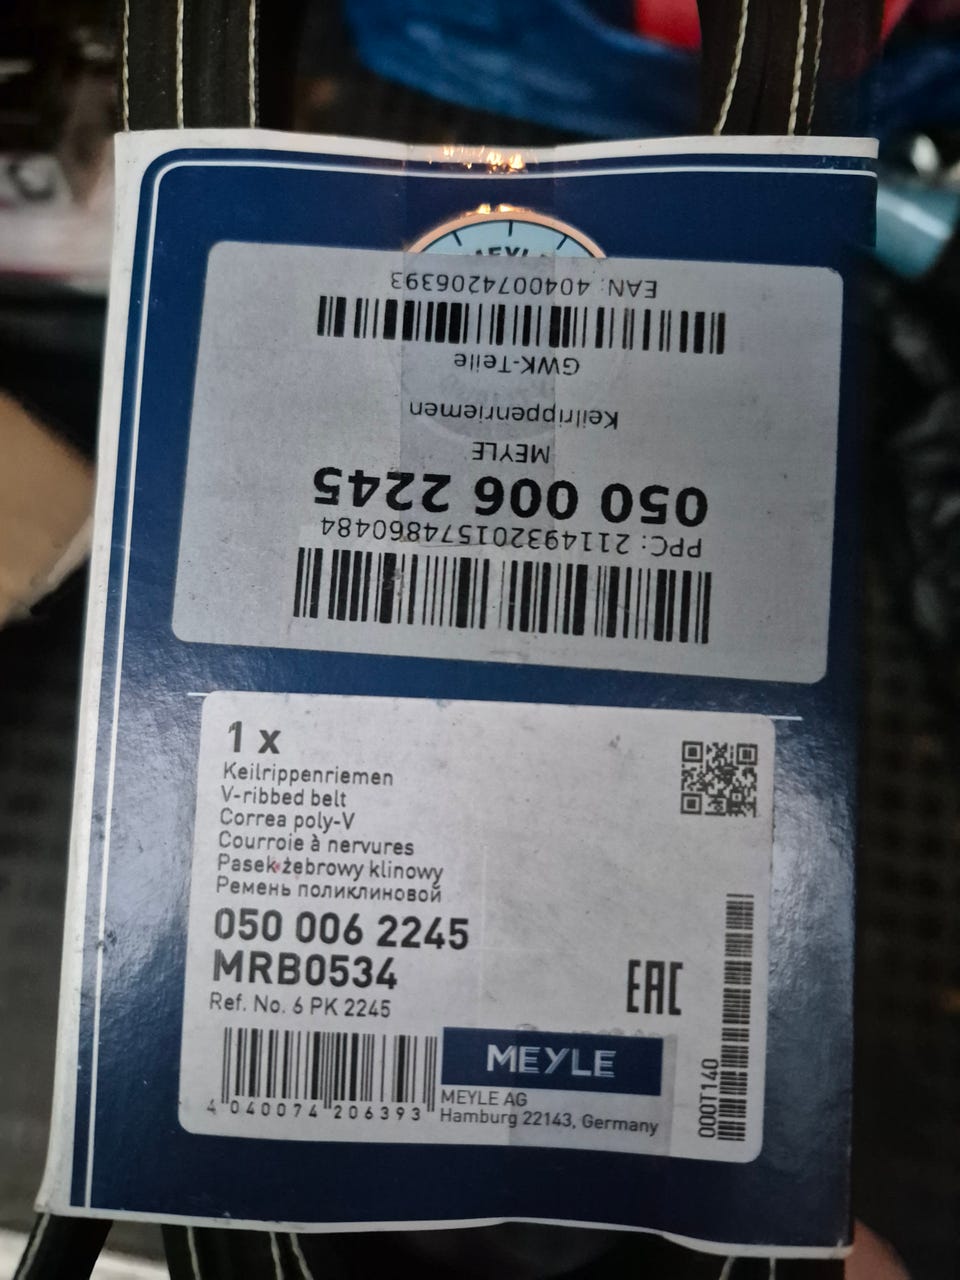 EAN: 4040074206393
GWK-Teile
Keilrippenriemen
MEYLE
050 006 2245
PPC: 2114932015748604​84
1 x
Keilrippenriemen
V-ribbed belt
Correa poly-V
Courroie à nervures
Pasek żebrowy klinowy
Ремень поликлиновой
050 006 2245
MRB0534
Ref. No. 6 PK 2245
EAC
MEYLE
MEYLE AG
Hamburg 22143, Germany
4 040074 206393
000T140